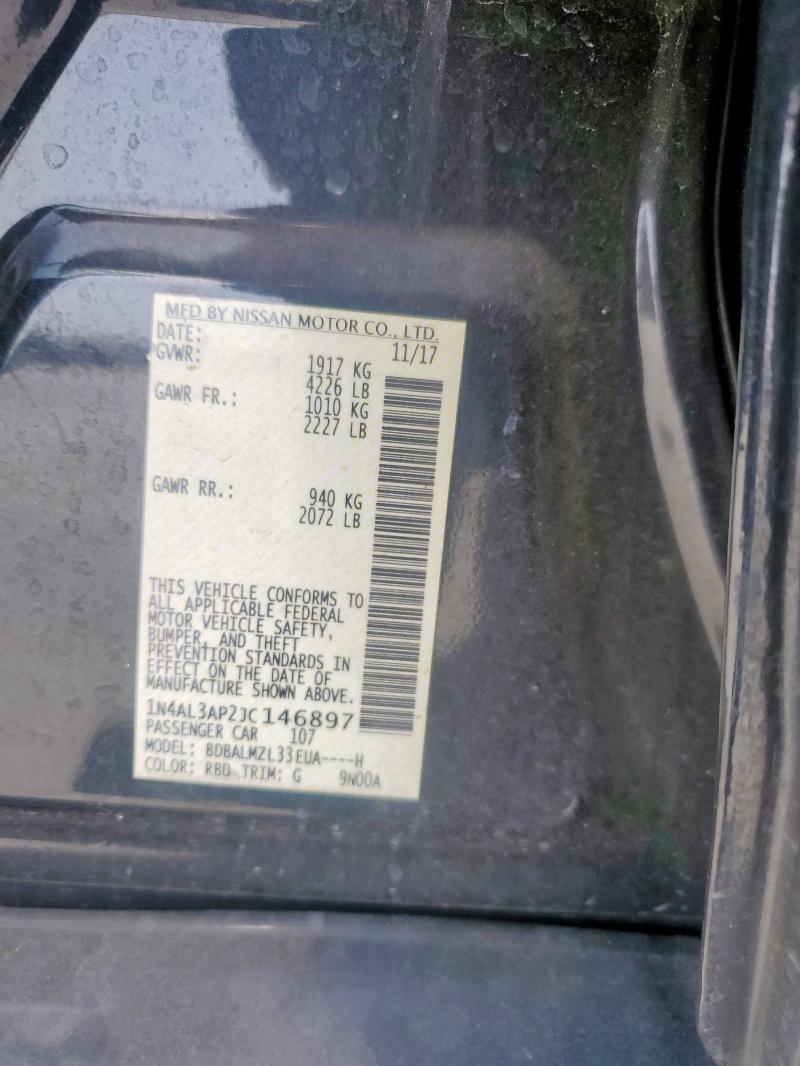 MFD BY NISSAN MOTOR CO., LTD.
DATE: 11/17
GVWR: 1917 KG
4226 LB
GAWR FR.: 1010 KG
2227 LB
GAWR RR.: 940 KG
2072 LB
THIS VEHICLE CONFORMS TO
ALL APPLICABLE FEDERAL
MOTOR VEHICLE SAFETY,
BUMPER, AND THEFT
PREVENTION STANDARDS IN
EFFECT ON THE DATE OF
MANUFACTURE SHOWN ABOVE.
1N4AL3AP2JC146897
PASSENGER CAR 107
MODEL: BDBALMZL33EUA----H
COLOR: RBD TRIM: G 9N00A